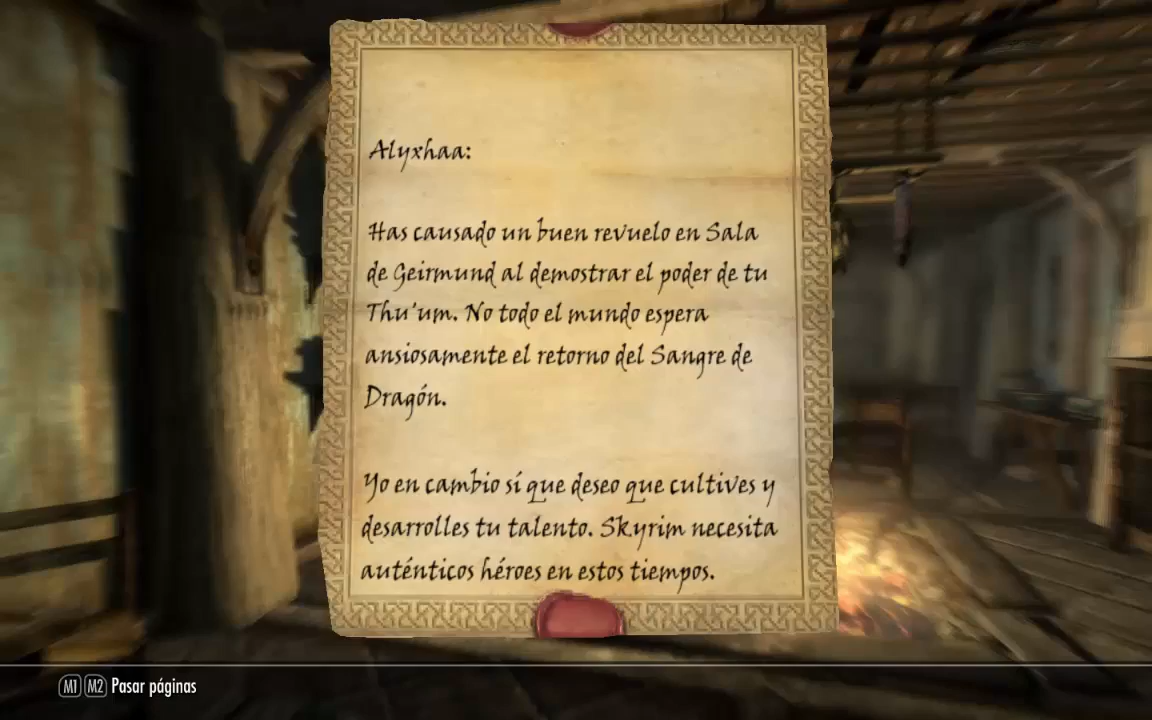 Alyxhaa:
Has causado un buen revuelo en Sala
de Geirmund al demostrar el poder de tu
Thu'um. No todo el mundo espera
ansiosamente el retorno del Sangre de
Dragón.
Yo en cambio sí que deseo que cultives y
desarrolles tu talento. Skyrim necesita
auténticos héroes en estos tiempos.
M1 M2 Pasar páginas